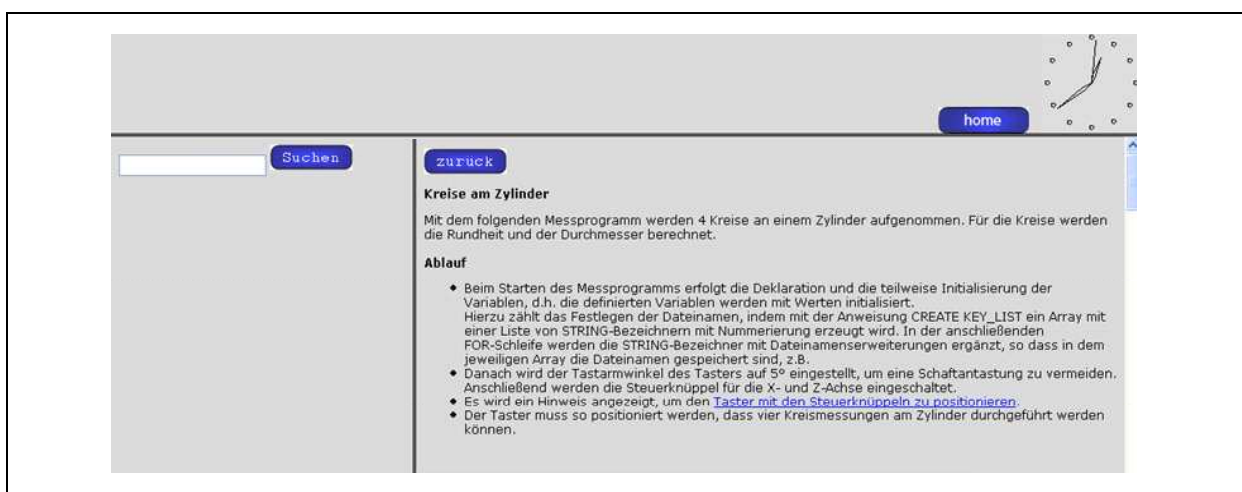 home
Suchen
zurück
Kreise am Zylinder
Mit dem folgenden Messprogramm werden 4 Kreise an einem Zylinder aufgenommen. Für die Kreise werden
die Rundheit und der Durchmesser berechnet.
Ablauf
• Beim Starten des Messprogramms erfolgt die Deklaration und die teilweise Initialisierung der
Variablen, d.h. die definierten Variablen werden mit Werten initialisiert.
Hierzu zählt das Festlegen der Dateinamen, indem mit der Anweisung CREATE KEY_LIST ein Array mit
einer Liste von STRING-Bezeichnern mit Nummerierung erzeugt wird. In der anschließenden
FOR-Schleife werden die STRING-Bezeichner mit Dateinamenserweiterungen ergänzt, so dass in dem
jeweiligen Array die Dateinamen gespeichert sind, z.B.
• Danach wird der Tastarmwinkel des Tasters auf 5º eingestellt, um eine Schaftantastung zu vermeiden.
Anschließend werden die Steuerknüppel für die X- und Z-Achse eingeschaltet.
• Es wird ein Hinweis angezeigt, um den Taster mit den Steuerknüppeln zu positionieren.
• Der Taster muss so positioniert werden, dass vier Kreismessungen am Zylinder durchgeführt werden
können.